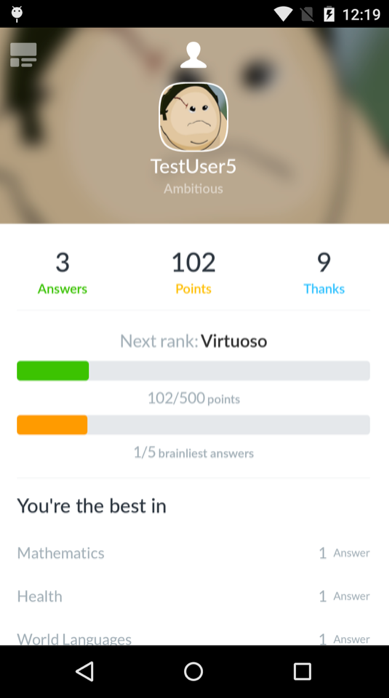 12:19
TestUser5
Ambitious
3 102 9
Answers Points Thanks
Next rank: Virtuoso
102/500 points
1/5 brainliest answers
You're the best in
Mathematics 1 Answer
Health 1 Answer
World Languages 1 Answer